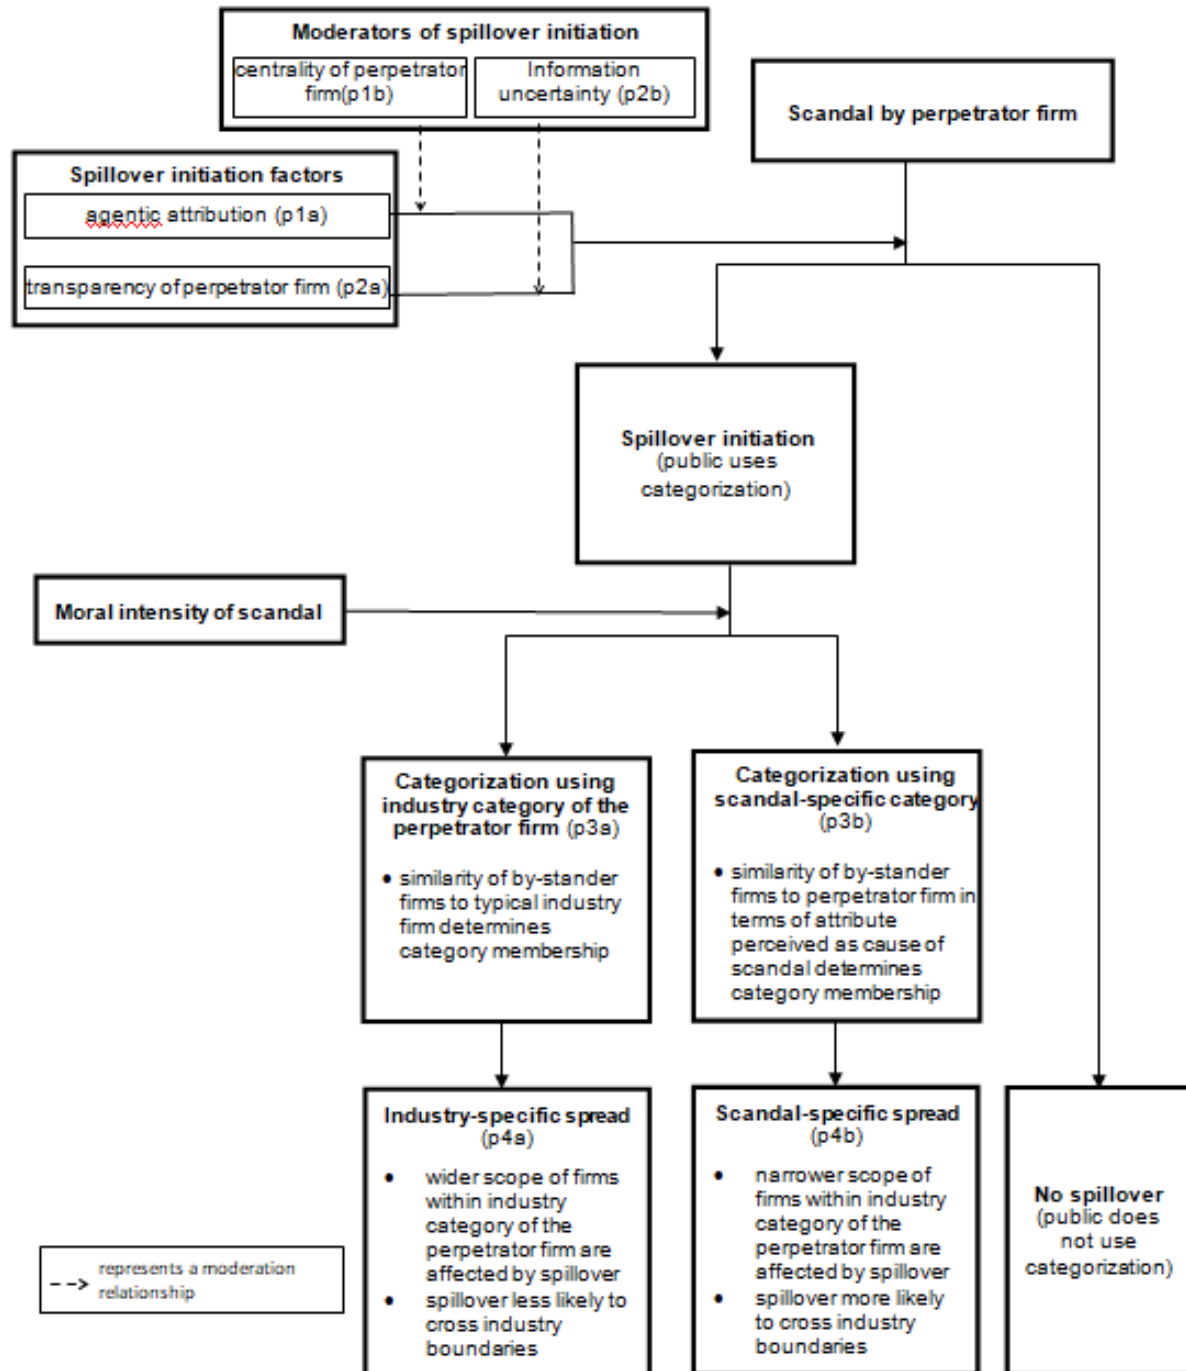 Moderators of spillover initiation
centrality of perpetrator
firm(p1b)
Information
uncertainty (p2b)
Scandal by perpetrator firm
Spillover initiation factors
agentic attribution (p1a)
transparency of perpetrator firm (p2a)
Spillover initiation
(public uses
categorization)
Moral intensity of scandal
Categorization using
industry category of the
perpetrator firm (p3a)
• similarity of by-stander
firms to typical industry
firm determines
category membership
Categorization using
scandal-specific category
(p3b)
• similarity of by-stander
firms to perpetrator firm in
terms of attribute
perceived as cause of
scandal determines
category membership
Industry-specific spread
(p4a)
• wider scope of firms
within industry
category of the
perpetrator firm are
affected by spillover
• spillover less likely to
cross industry
boundaries
Scandal-specific spread
(p4b)
• narrower scope of
firms within industry
category of the
perpetrator firm are
affected by spillover
• spillover more likely
to cross industry
boundaries
No spillover
(public does
not use
categorization)
represents a moderation
relationship